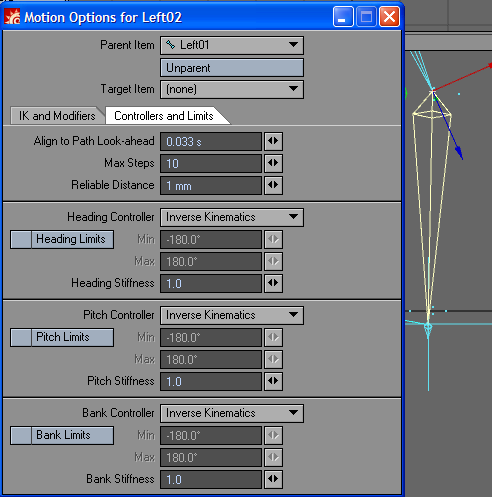 Motion Options for Left02
Parent Item Left01
Unparent
Target Item (none)
IK and Modifiers Controllers and Limits
Align to Path Look-ahead 0.033 s
Max Steps 10
Reliable Distance 1 mm
Heading Controller Inverse Kinematics
Heading Limits Min -180.0°
Max 180.0°
Heading Stiffness 1.0
Pitch Controller Inverse Kinematics
Pitch Limits Min -180.0°
Max 180.0°
Pitch Stiffness 1.0
Bank Controller Inverse Kinematics
Bank Limits Min -180.0°
Max 180.0°
Bank Stiffness 1.0